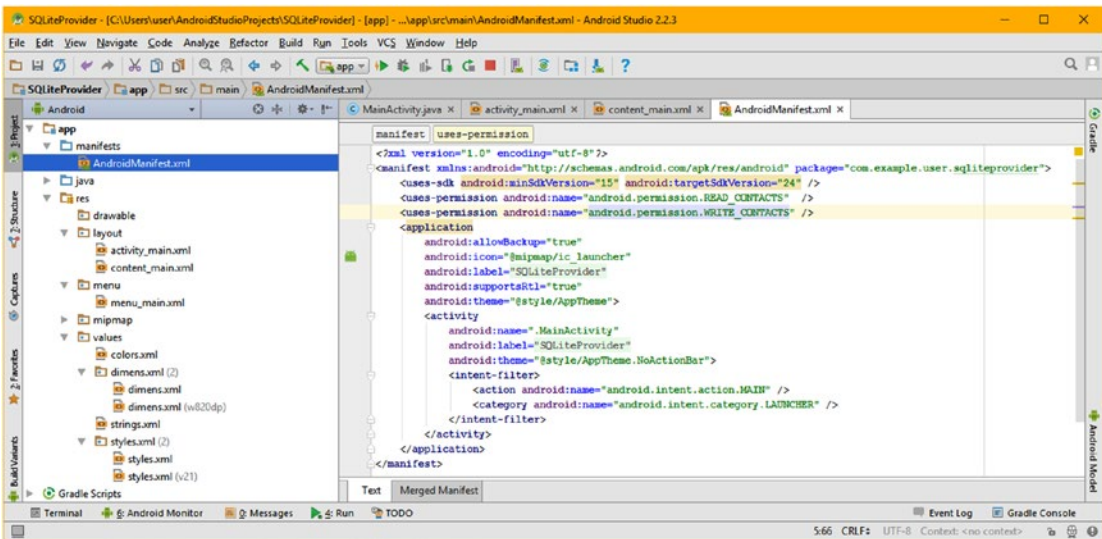 SQLiteProvider - [C:\Users\user\AndroidStudioProjects\SQLiteProvider] - [app] - ...\app\src\main\AndroidManifest.xml - Android Studio 2.2.3
File Edit View Navigate Code Analyze Refactor Build Run Tools VCS Window Help
app
SQLiteProvider app src main AndroidManifest.xml
Android
MainActivity.java activity_main.xml content_main.xml AndroidManifest.xml
1: Project
2: Structure
Captures
2: Favorites
Build Variants
app
manifests
AndroidManifest.xml
java
res
drawable
layout
activity_main.xml
content_main.xml
menu
menu_main.xml
mipmap
values
colors.xml
dimens.xml (2)
dimens.xml
dimens.xml (w820dp)
strings.xml
styles.xml (2)
styles.xml
styles.xml (v21)
Gradle Scripts
manifest uses-permission
<?xml version="1.0" encoding="utf-8"?>
<manifest xmlns:android="http://schemas.android.com/apk/res/android" package="com.example.user.sqliteprovider">
<uses-sdk android:minSdkVersion="15" android:targetSdkVersion="24" />
<uses-permission android:name="android.permission.READ_CONTACTS" />
<uses-permission android:name="android.permission.WRITE_CONTACTS" />
<application
android:allowBackup="true"
android:icon="@mipmap/ic_launcher"
android:label="SQLiteProvider"
android:supportsRtl="true"
android:theme="@style/AppTheme">
<activity
android:name=".MainActivity"
android:label="SQLiteProvider"
android:theme="@style/AppTheme.NoActionBar">
<intent-filter>
<action android:name="android.intent.action.MAIN" />
<category android:name="android.intent.category.LAUNCHER" />
</intent-filter>
</activity>
</application>
</manifest>
Text Merged Manifest
Gradle
Android Model
Terminal 6: Android Monitor 0: Messages 4: Run TODO Event Log Gradle Console
5:66 CRLF UTF-8 Context: <no context>